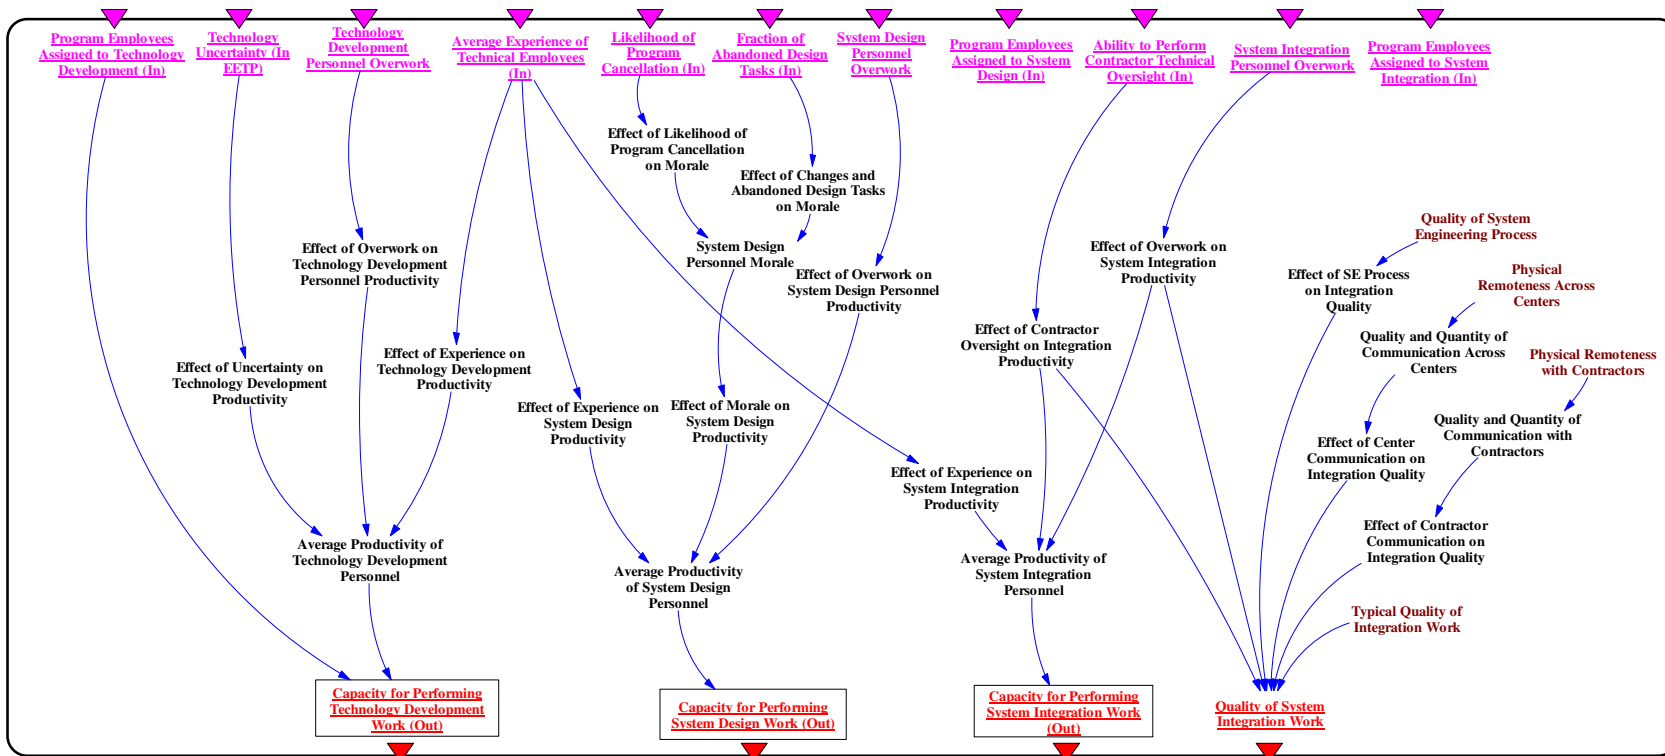 Program Employees
Assigned to Technology
Development (In)
Technology
Uncertainty (In
EETP)
Technology
Development
Personnel Overwork
Average Experience of
Technical Employees
(In)
Likelihood of
Program
Cancellation (In)
Fraction of
Abandoned Design
Tasks (In)
System Design
Personnel
Overwork
Program Employees
Assigned to System
Design (In)
Ability to Perform
Contractor Technical
Oversight (In)
System Integration
Personnel Overwork
Program Employees
Assigned to System
Integration (In)
Effect of Likelihood of
Program Cancellation
on Morale
Effect of Changes and
Abandoned Design Tasks
on Morale
Effect of Overwork on
Technology Development
Personnel Productivity
System Design
Personnel Morale
Effect of Overwork on
System Design Personnel
Productivity
Effect of Overwork on
System Integration
Productivity
Quality of System
Engineering Process
Effect of SE Process
on Integration
Quality
Physical
Remoteness Across
Centers
Effect of Uncertainty on
Technology Development
Productivity
Effect of Experience on
Technology Development
Productivity
Effect of Contractor
Oversight on Integration
Productivity
Quality and Quantity of
Communication Across
Centers
Physical Remoteness
with Contractors
Effect of Experience on
System Design
Productivity
Effect of Morale on
System Design
Productivity
Quality and Quantity of
Communication with
Contractors
Effect of Center
Communication on
Integration Quality
Effect of Experience on
System Integration
Productivity
Effect of Contractor
Communication on
Integration Quality
Average Productivity of
Technology Development
Personnel
Average Productivity
of System Design
Personnel
Average Productivity of
System Integration
Personnel
Typical Quality of
Integration Work
Capacity for Performing
Technology Development
Work (Out)
Capacity for Performing
System Design Work (Out)
Capacity for Performing
System Integration Work
(Out)
Quality of System
Integration Work